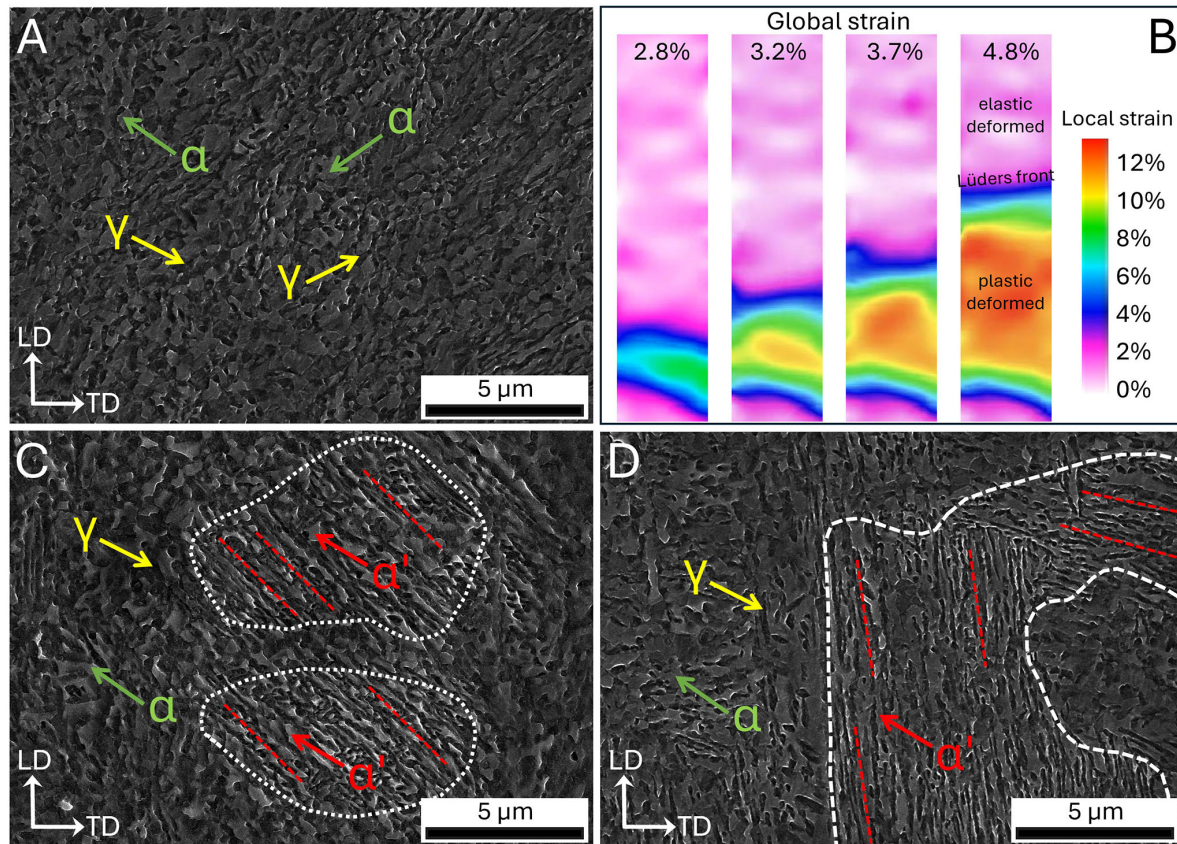 A
α
α
γ
γ
LD
TD
5 µm
Global strain
B
2.8%
3.2%
3.7%
4.8%
elastic
deformed
Lüders front
plastic
deformed
Local strain
12%
10%
8%
6%
4%
2%
0%
C
γ
α'
α
α'
LD
TD
5 µm
D
γ
α
α'
LD
TD
5 µm